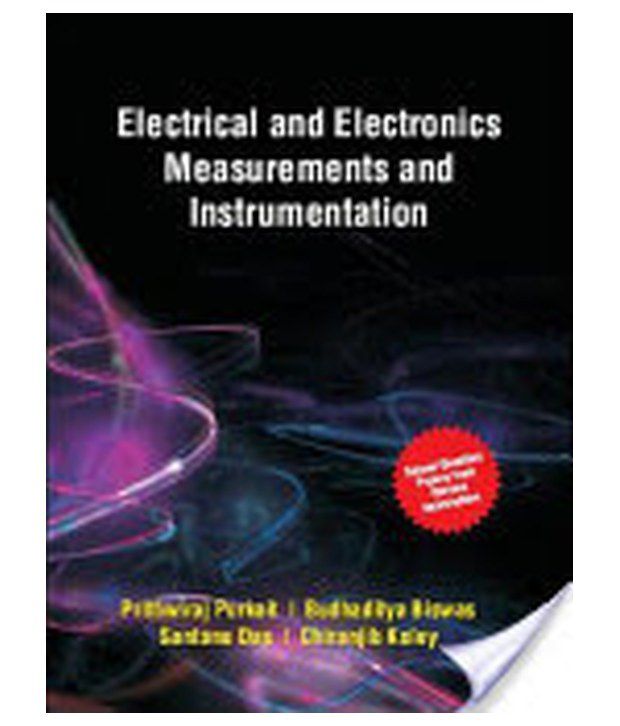 Electrical and Electronics
Measurements and
Instrumentation
Prithwiraj Purkait | Budhaditya Biswas
Santanu Das | Chiranjib Koley